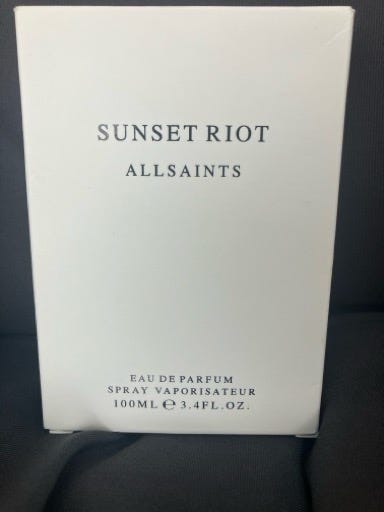 SUNSET RIOT
ALLSAINTS
EAU DE PARFUM
SPRAY VAPORISATEUR
100ML ℮ 3.4FL.OZ.